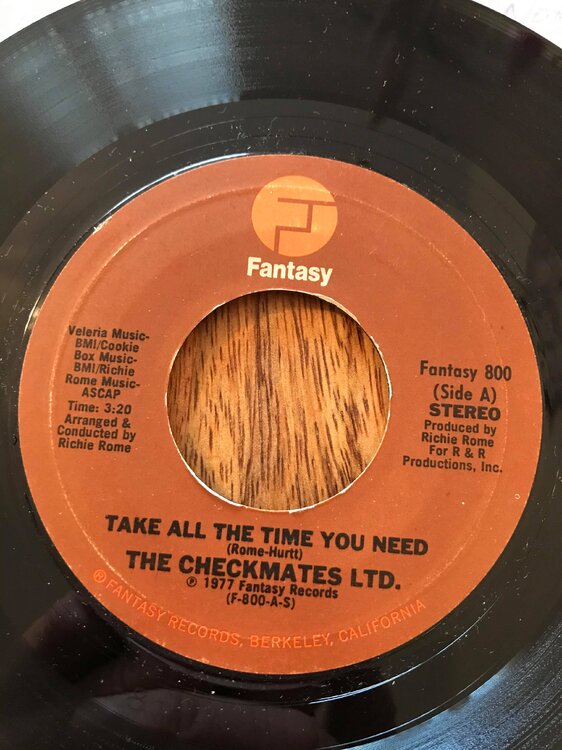 Fantasy
Veleria Music-
BMI/Cookie
Box Music-
BMI/Richie
Rome Music-
ASCAP
Time: 3:20
Arranged &
Conducted by
Richie Rome
Fantasy 800
(Side A)
STEREO
Produced by
Richie Rome
For R & R
Productions, Inc.
TAKE ALL THE TIME YOU NEED
(Rome-Hurtt)
THE CHECKMATES LTD.
℗ 1977 Fantasy Records
(F-800-A-S)
® FANTASY RECORDS, BERKELEY, CALIFORNIA